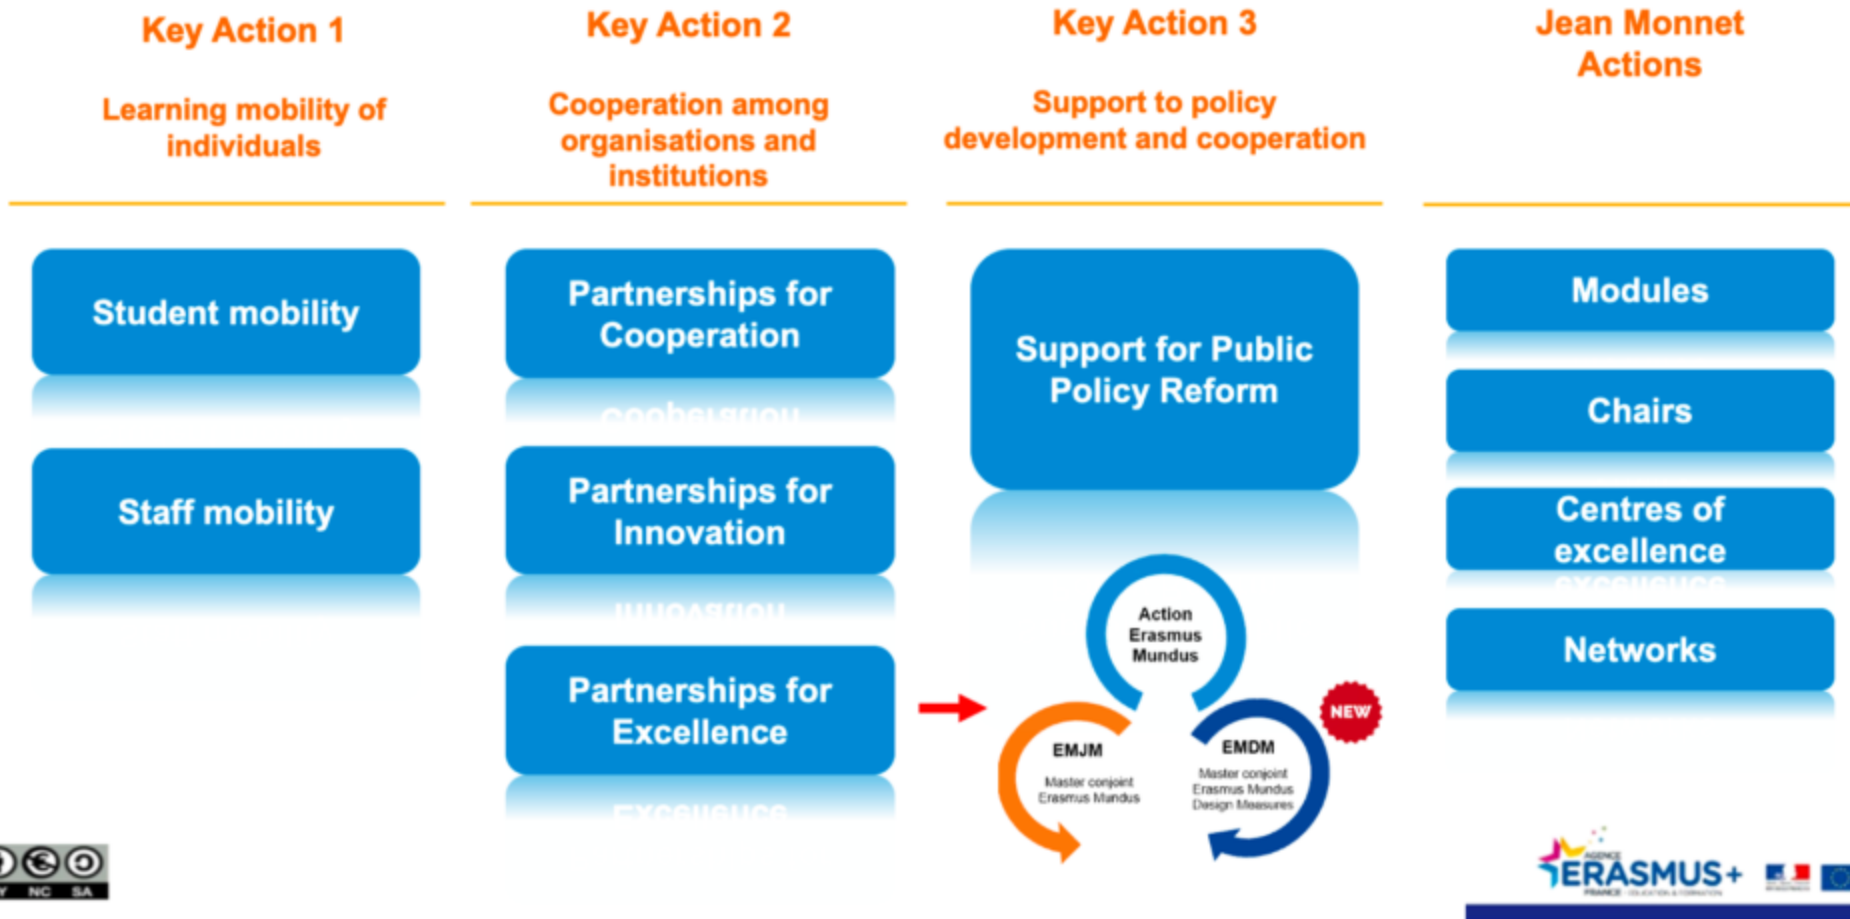 Key Action 1
Learning mobility of
individuals
Student mobility
Staff mobility
Key Action 2
Cooperation among
organisations and
institutions
Partnerships for
Cooperation
Partnerships for
Innovation
Partnerships for
Excellence
Key Action 3
Support to policy
development and cooperation
Support for Public
Policy Reform
Action
Erasmus
Mundus
EMJM
Master conjoint
Erasmus Mundus
EMDM
Master conjoint
Erasmus Mundus
Design Measures
NEW
Jean Monnet
Actions
Modules
Chairs
Centres of
excellence
Networks
NC SA
AGENCE
ERASMUS+
FRANCE